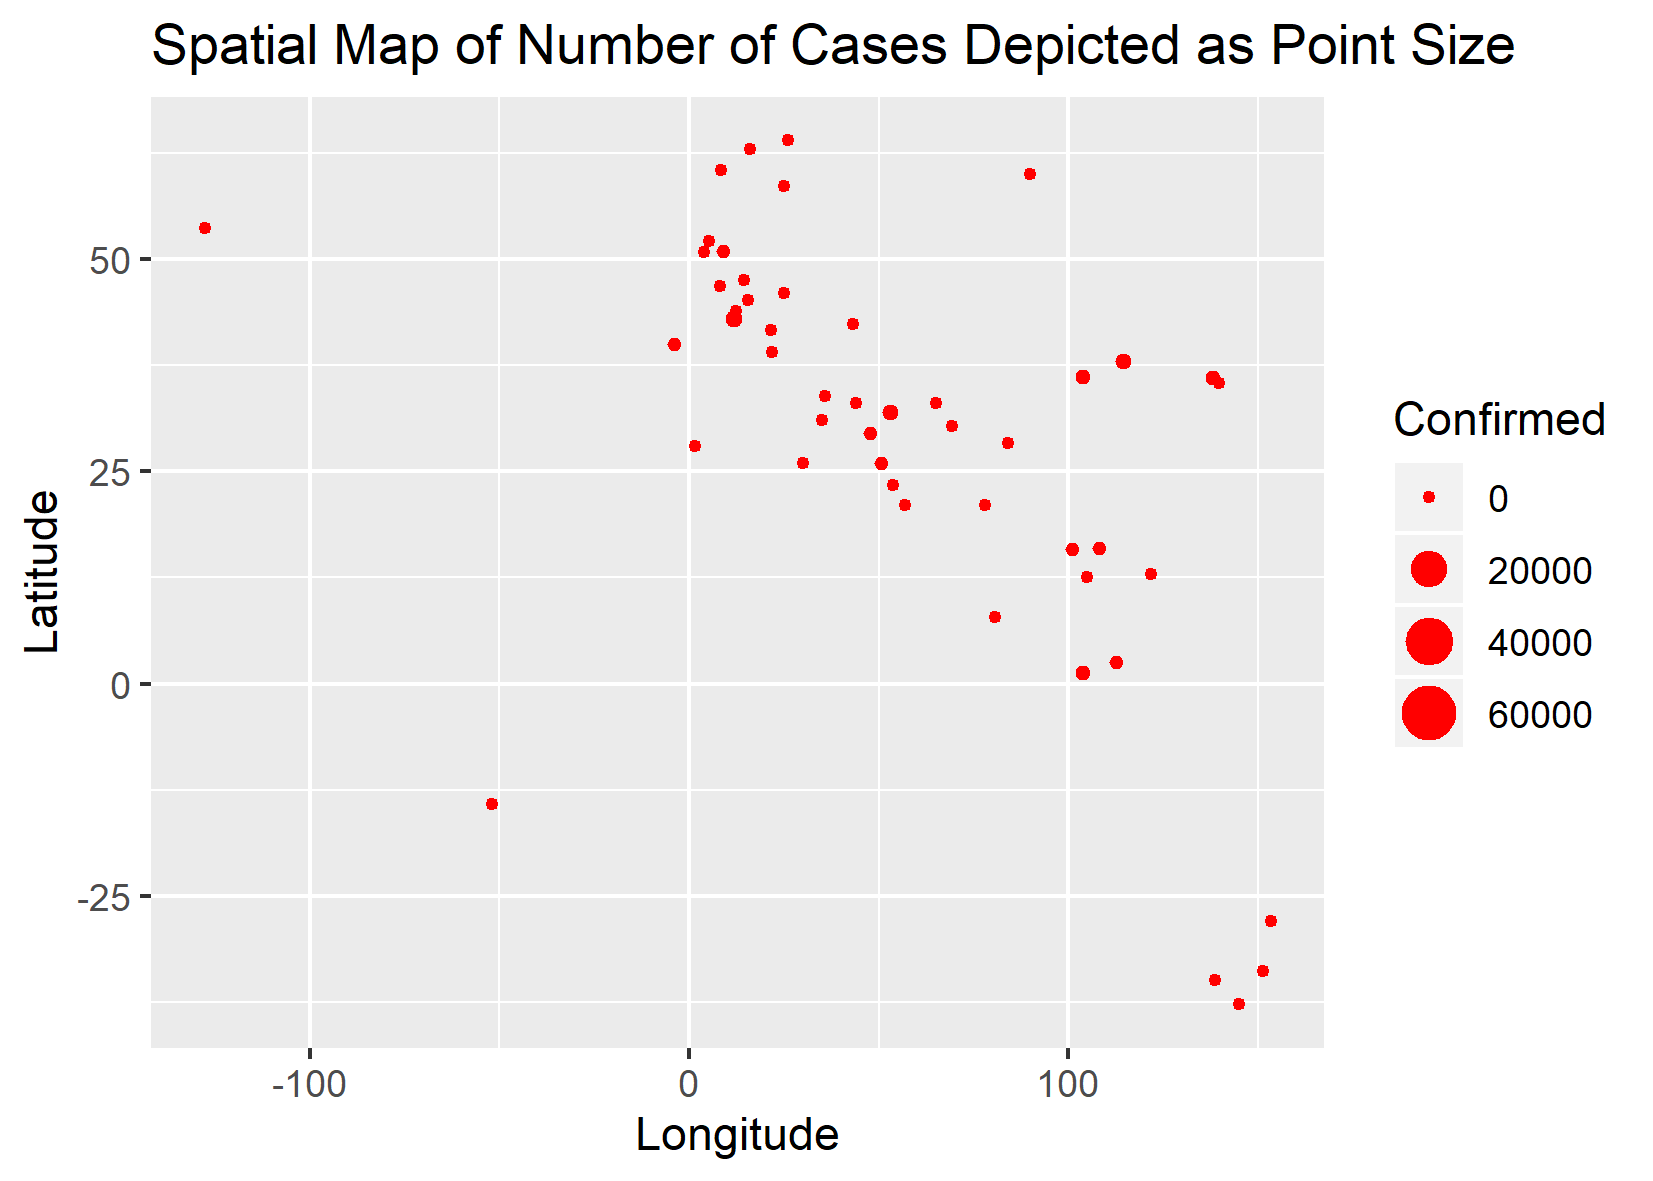 Spatial Map of Number of Cases Depicted as Point Size
50
25
0
-25
Latitude
-100
0
100
Longitude
Confirmed
0
20000
40000
60000